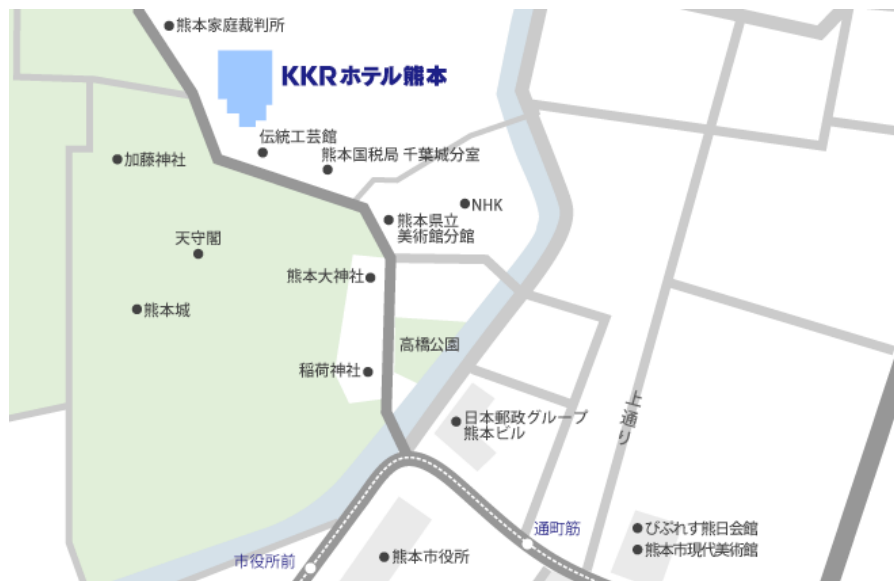 熊本家庭裁判所
KKRホテル熊本
伝統工芸館
熊本国税局 千葉城分室
加藤神社
NHK
熊本県立
美術館分館
天守閣
熊本大神社
熊本城
高橋公園
稲荷神社
上通り
日本郵政グループ
熊本ビル
通町筋
びぷれす熊日会館
熊本市現代美術館
市役所前
熊本市役所